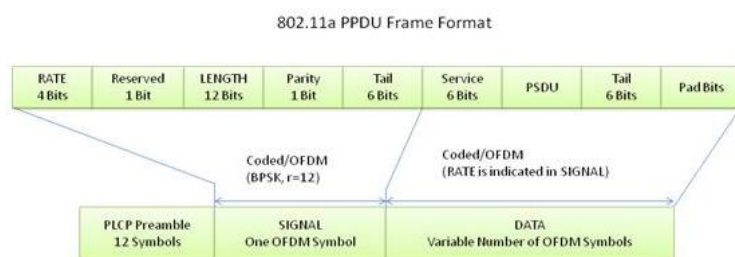 802.11a PPDU Frame Format
RATE
4 Bits
Reserved
1 Bit
LENGTH
12 Bits
Parity
1 Bit
Tail
6 Bits
Service
6 Bits
PSDU
Tail
6 Bits
Pad Bits
Coded/OFDM
(BPSK, r=12)
Coded/OFDM
(RATE is indicated in SIGNAL)
PLCP Preamble
12 Symbols
SIGNAL
One OFDM Symbol
DATA
Variable Number of OFDM Symbols